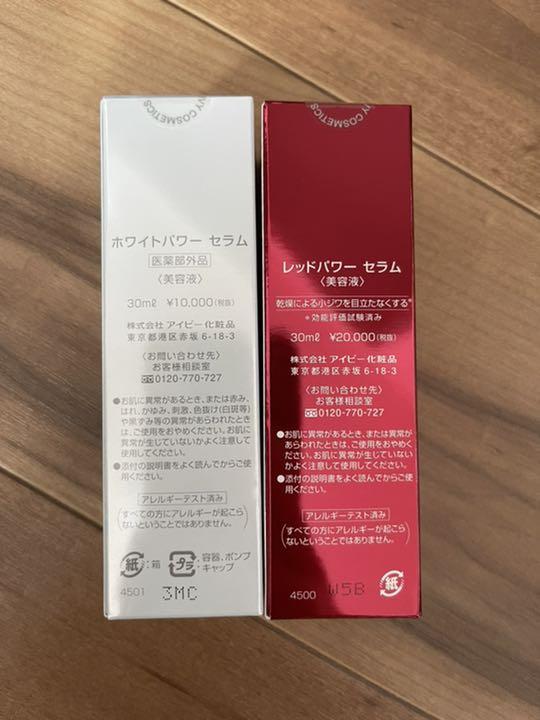 VY COSMETICS
ホワイトパワー セラム
医薬部外品
〈美容液〉
30mℓ ¥10,000(税抜)
株式会社 アイビー化粧品
東京都港区赤坂 6-18-3
〈お問い合わせ先〉
お客様相談室
0120-770-727
●お肌に異常があるとき、または赤み、
はれ、かゆみ、刺激、色抜け(白斑等)
や黒ずみ等の異常があらわれたとき
は、ご使用をおやめください。お肌に
異常が生じていないかよく注意して
使用してください。
●添付の説明書をよく読んでからご使
用ください。
アレルギーテスト済み
(すべての方にアレルギーが起こら
ないということではありません。)
紙 :箱 プラ :容器、ポンプ
キャップ
4501 3MC
VY COSMETICS
レッドパワー セラム
〈美容液〉
乾燥による小ジワを目立たなくする*
*効能評価試験済み
30mℓ ¥20,000(税抜)
株式会社 アイビー化粧品
東京都港区赤坂 6-18-3
〈お問い合わせ先〉
お客様相談室
0120-770-727
●お肌に異常があるとき、または異常が
あらわれたときは、ご使用をおやめく
ださい。お肌に異常が生じていない
かよく注意して使用してください。
●添付の説明書をよく読んでからご使
用ください。
アレルギーテスト済み
(すべての方にアレルギーが起こら
ないということではありません。)
紙
4500 W5B